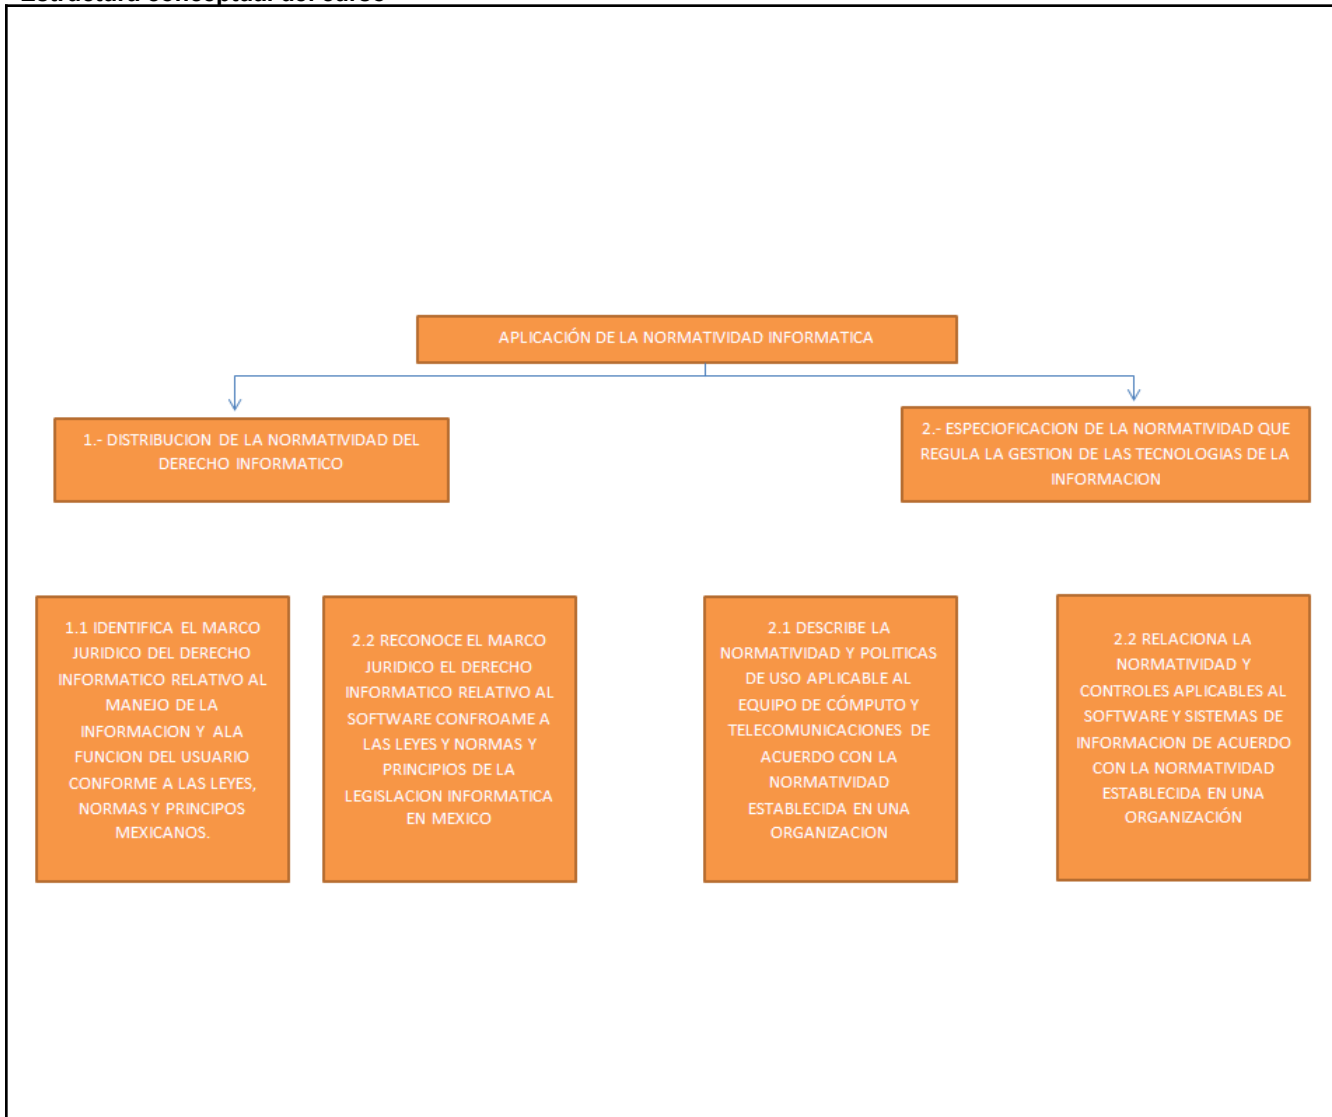 Estructura conceptual del curso
APLICACIÓN DE LA NORMATIVIDAD INFORMATICA
1.- DISTRIBUCION DE LA NORMATIVIDAD DEL
DERECHO INFORMATICO
2.- ESPECIOFICACION DE LA NORMATIVIDAD QUE
REGULA LA GESTION DE LAS TECNOLOGIAS DE LA
INFORMACION
1.1 IDENTIFICA EL MARCO
JURIDICO DEL DERECHO
INFORMATICO RELATIVO AL
MANEJO DE LA
INFORMACION Y ALA
FUNCION DEL USUARIO
CONFORME A LAS LEYES,
NORMAS Y PRINCIPOS
MEXICANOS.
2.2 RECONOCE EL MARCO
JURIDICO EL DERECHO
INFORMATICO RELATIVO AL
SOFTWARE CONFROAME A
LAS LEYES Y NORMAS Y
PRINCIPIOS DE LA
LEGISLACION INFORMATICA
EN MEXICO
2.1 DESCRIBE LA
NORMATIVIDAD Y POLITICAS
DE USO APLICABLE AL
EQUIPO DE CÓMPUTO Y
TELECOMUNICACIONES DE
ACUERDO CON LA
NORMATIVIDAD
ESTABLECIDA EN UNA
ORGANIZACION
2.2 RELACIONA LA
NORMATIVIDAD Y
CONTROLES APLICABLES AL
SOFTWARE Y SISTEMAS DE
INFORMACION DE ACUERDO
CON LA NORMATIVIDAD
ESTABLECIDA EN UNA
ORGANIZACIÓN